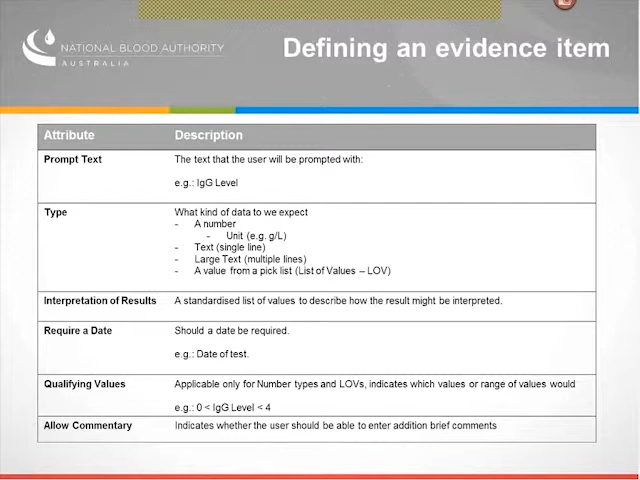 NATIONAL BLOOD AUTHORITY
AUSTRALIA
Defining an evidence item
Attribute Description
Prompt Text The text that the user will be prompted with:
e.g.: IgG Level
Type What kind of data to we expect
- A number
- Unit (e.g. g/L)
- Text (single line)
- Large Text (multiple lines)
- A value from a pick list (List of Values – LOV)
Interpretation of Results A standardised list of values to describe how the result might be interpreted.
Require a Date Should a date be required.
e.g.: Date of test.
Qualifying Values Applicable only for Number types and LOVs, indicates which values or range of values would
e.g.: 0 < IgG Level < 4
Allow Commentary Indicates whether the user should be able to enter addition brief comments